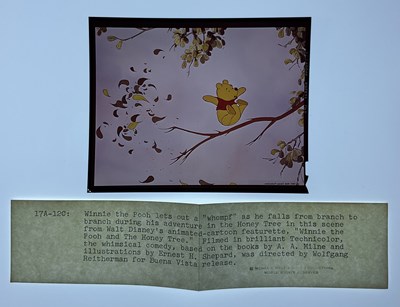 17A-12C: Winnie the Pooh lets out a "whompf" as he falls from branch to
branch during his adventure in the Honey Tree in this scene
from Walt Disney's animated-cartoon featurette, "Winnie the
Pooh and The Honey Tree." Filmed in brilliant Technicolor,
the whimsical comedy, based on the books by A. A. Milne and
illustrations by Ernest H. Shepard, was directed by Wolfgang
Reitherman for Buena Vista release.